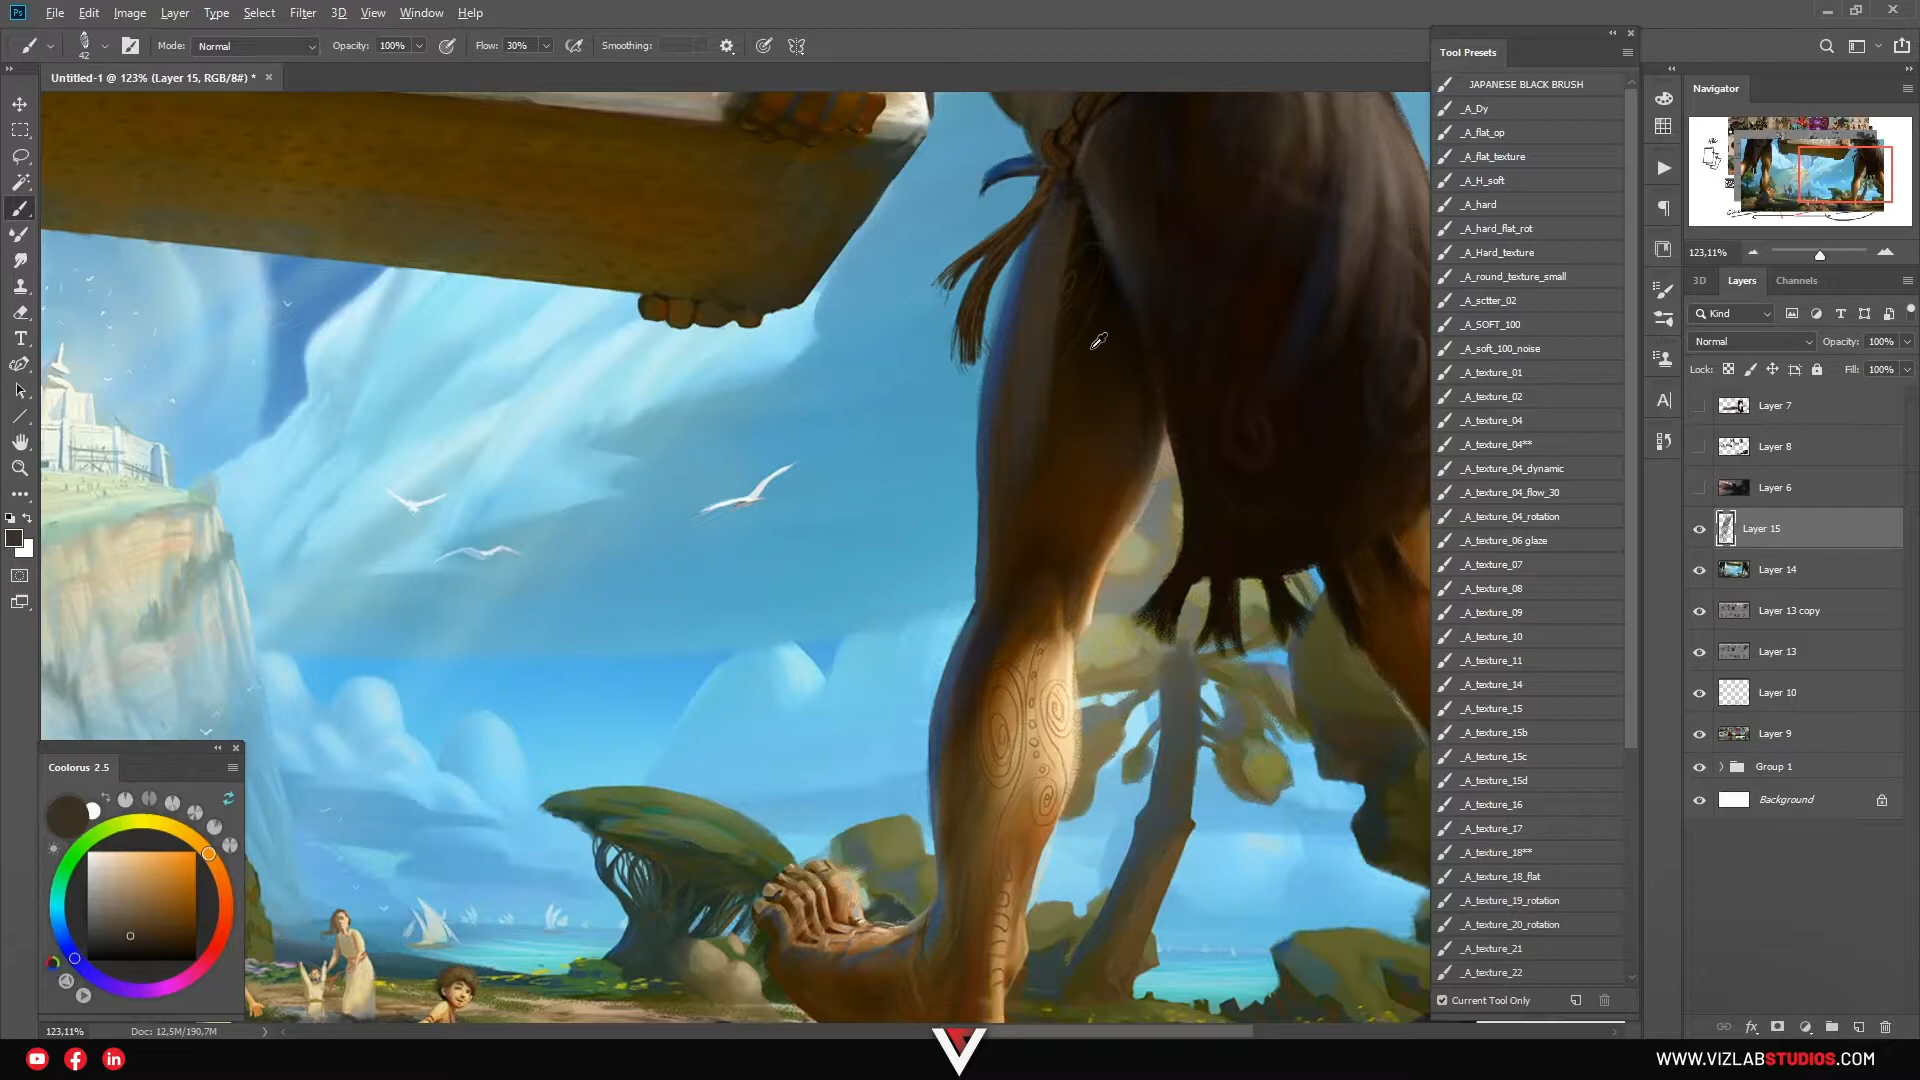 Ps File Edit Image Layer Type Select Filter 3D View Window Help
42 Mode: Normal Opacity: 100% Flow: 30% Smoothing:
Untitled-1 @ 123% (Layer 15, RGB/8#) *
Tool Presets
JAPANESE BLACK BRUSH
_A_Dy
_A_flat_op
_A_flat_texture
_A_H_soft
_A_hard
_A_hard_flat_rot
_A_Hard_texture
_A_round_texture_small
_A_sctter_02
_A_SOFT_100
_A_soft_100_noise
_A_texture_01
_A_texture_02
_A_texture_04
_A_texture_04**
_A_texture_04_dynamic
_A_texture_04_flow_30
_A_texture_04_rotation
_A_texture_06 glaze
_A_texture_07
_A_texture_08
_A_texture_09
_A_texture_10
_A_texture_11
_A_texture_14
_A_texture_15
_A_texture_15b
_A_texture_15c
_A_texture_15d
_A_texture_16
_A_texture_17
_A_texture_18**
_A_texture_18_flat
_A_texture_19_rotation
_A_texture_20_rotation
_A_texture_21
_A_texture_22
Current Tool Only
Navigator
123,11%
3D Layers Channels
Kind
Normal Opacity: 100%
Lock: Fill: 100%
Layer 7
Layer 8
Layer 6
Layer 15
Layer 14
Layer 13 copy
Layer 13
Layer 10
Layer 9
Group 1
Background
Coolorus 2.5
123,11% Doc: 12,5M/190,7M
WWW.VIZLABSTUDIOS.COM